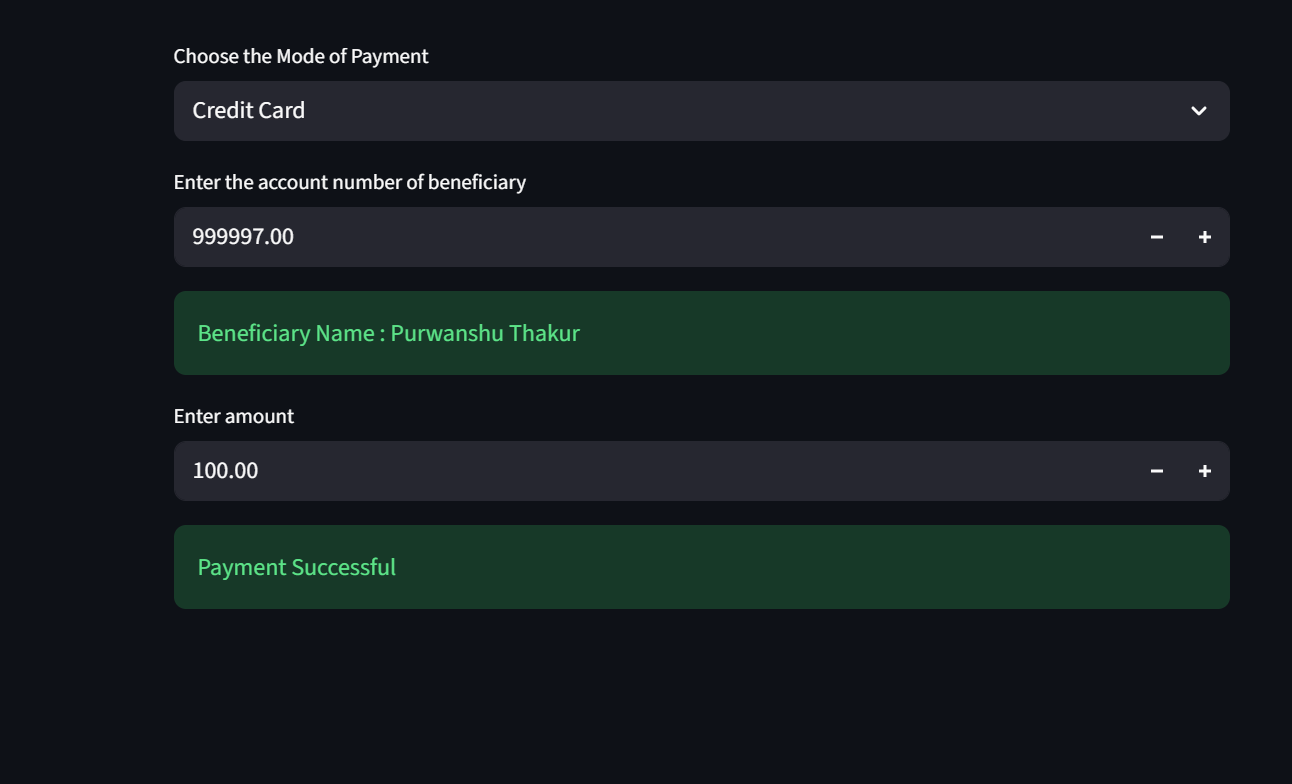 Choose the Mode of Payment
Credit Card
Enter the account number of beneficiary
999997.00
Beneficiary Name : Purwanshu Thakur
Enter amount
100.00
Payment Successful